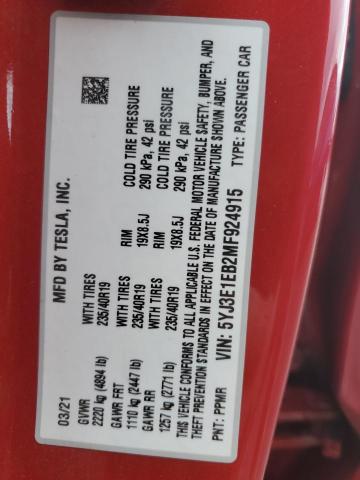 MFD BY TESLA, INC.
03/21
GVWR
2220 kg (4894 lb)
GAWR FRT WITH TIRES RIM COLD TIRE PRESSURE
1110 kg (2447 lb) 235/40R19 19X8.5J 290 kPa, 42 psi
GAWR RR WITH TIRES RIM COLD TIRE PRESSURE
1257 kg (2771 lb) 235/40R19 19X8.5J 290 kPa, 42 psi
THIS VEHICLE CONFORMS TO ALL APPLICABLE U.S. FEDERAL MOTOR VEHICLE SAFETY, BUMPER, AND
THEFT PREVENTION STANDARDS IN EFFECT ON THE DATE OF MANUFACTURE SHOWN ABOVE.
PNT: PPMR VIN: 5YJ3E1EB2MF924915 TYPE: PASSENGER CAR